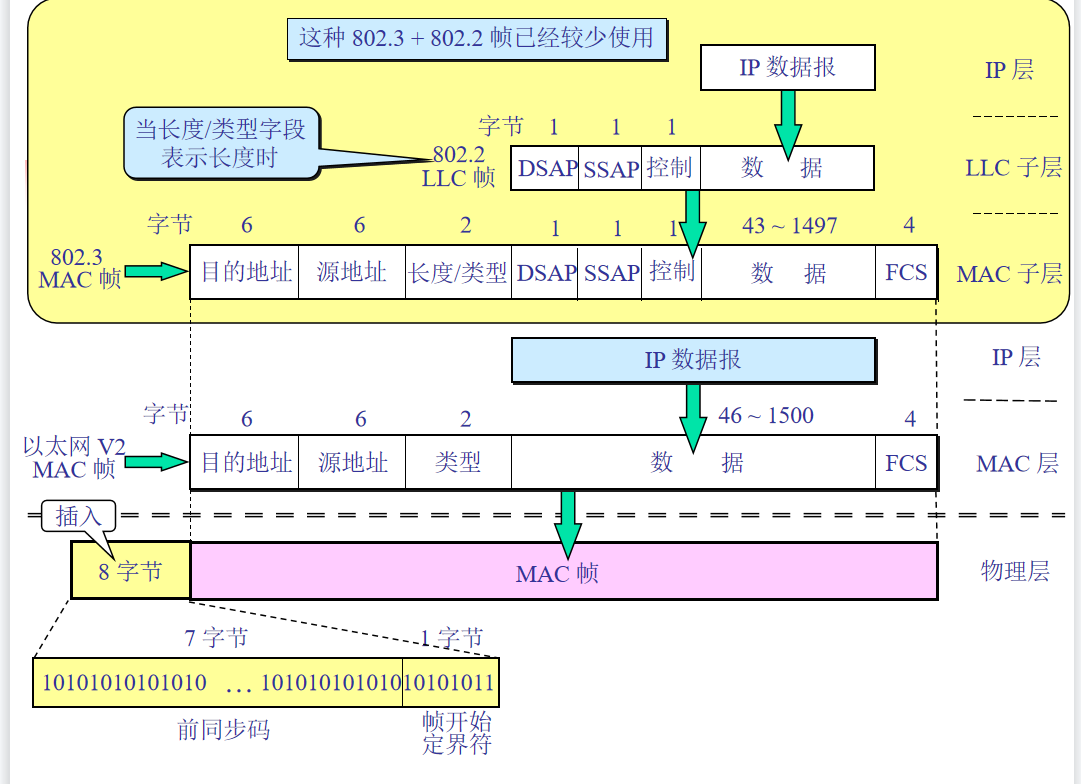 这种 802.3 + 802.2 帧已经较少使用
IP 数据报
IP 层
当长度/类型字段
表示长度时
字节 1 1 1
802.2
LLC 帧
DSAP SSAP 控制 数 据
LLC 子层
字节 6 6 2 1 1 1 43 ~ 1497 4
802.3
MAC 帧
目的地址 源地址 长度/类型 DSAP SSAP 控制 数 据 FCS
MAC 子层
IP 数据报
IP 层
字节 6 6 2 46 ~ 1500 4
以太网 V2
MAC 帧
目的地址 源地址 类型 数 据 FCS
MAC 层
插入
8 字节
MAC 帧
物理层
7 字节 1 字节
10101010101010 … 101010101010 10101011
前同步码
帧开始
定界符